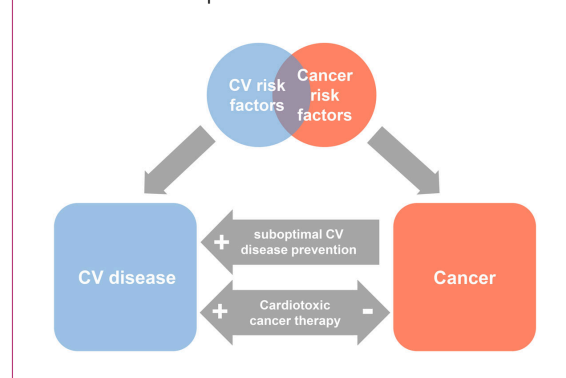 CV risk
factors
Cancer
risk
factors
CV disease
+ suboptimal CV
disease prevention
+ Cardiotoxic
cancer therapy -
Cancer